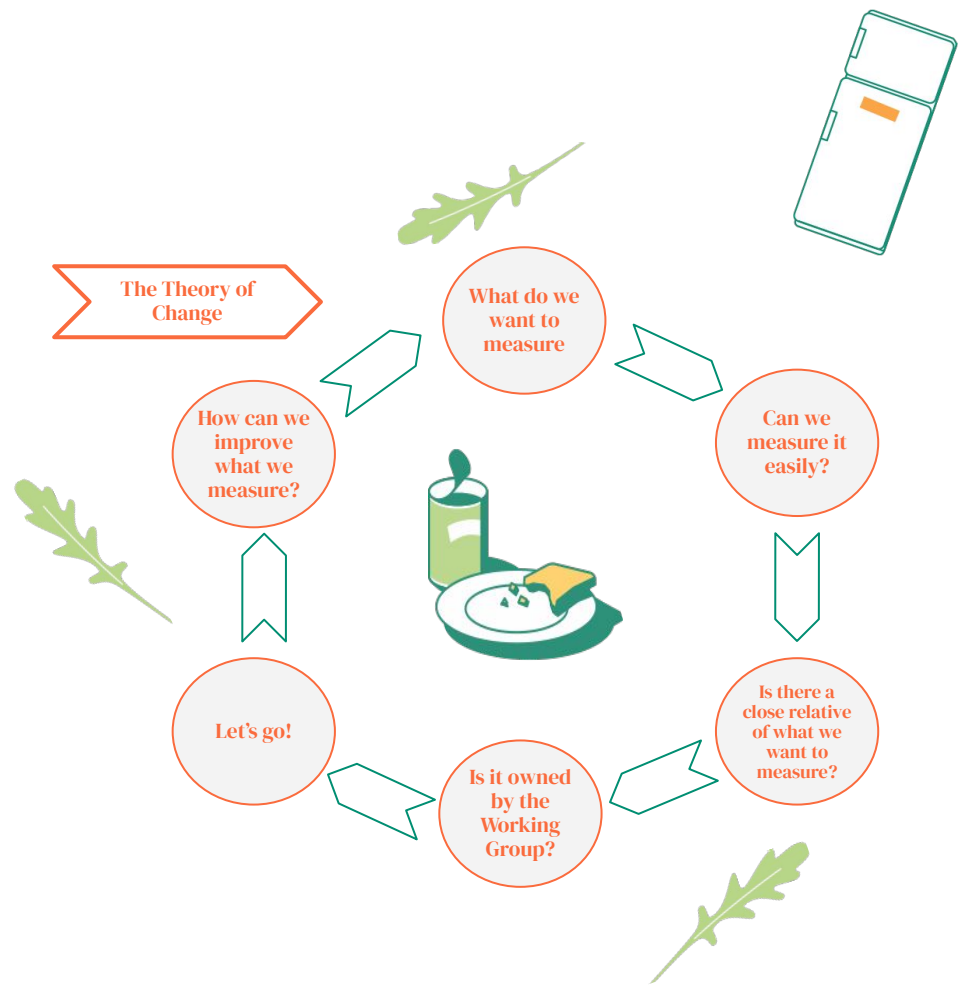 The Theory of
Change
What do we
want to
measure
Can we
measure it
easily?
Is there a
close relative
of what we
want to
measure?
Is it owned
by the
Working
Group?
Let’s go!
How can we
improve
what we
measure?